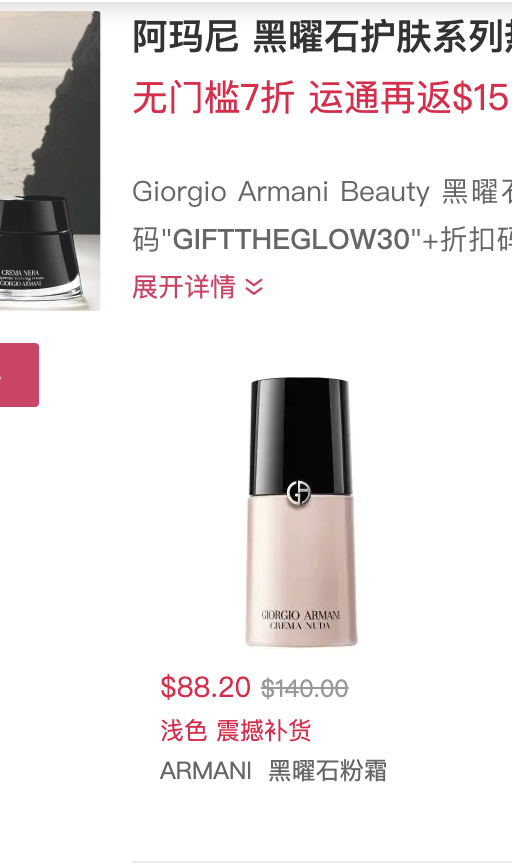 阿玛尼 黑曜石护肤系列
无门槛7折 运通再返$15
Giorgio Armani Beauty 黑曜石
码"GIFTTHEGLOW30"+折扣码
展开详情
CREMA NERA
GIORGIO ARMANI
GIORGIO ARMANI
CREMA NUDA
$88.20 $140.00
浅色 震撼补货
ARMANI 黑曜石粉霜